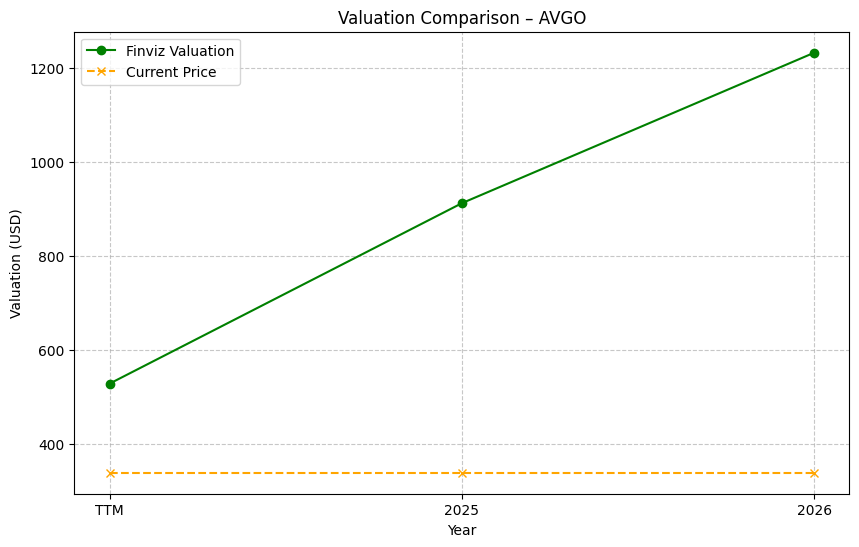 Valuation Comparison – AVGO
Finviz Valuation
Current Price
Valuation (USD)
1200
1000
800
600
400
TTM
2025
2026
Year